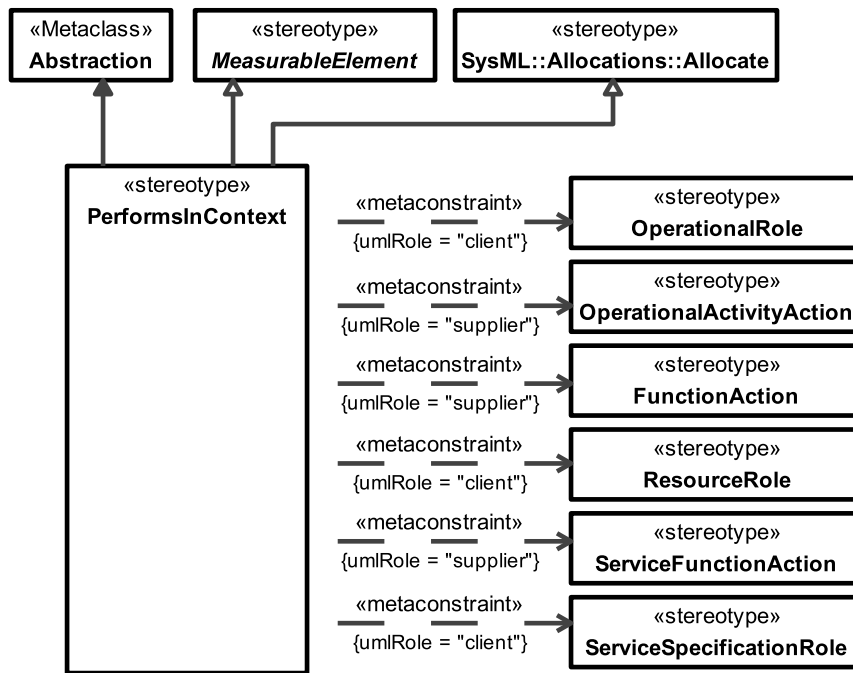 «Metaclass»
Abstraction
«stereotype»
MeasurableElement
«stereotype»
SysML::Allocations::Allocate
«stereotype»
PerformsInContext
«metaconstraint»
{umlRole = "client"}
«stereotype»
OperationalRole
«metaconstraint»
{umlRole = "supplier"}
«stereotype»
OperationalActivityAction
«metaconstraint»
{umlRole = "supplier"}
«stereotype»
FunctionAction
«metaconstraint»
{umlRole = "client"}
«stereotype»
ResourceRole
«metaconstraint»
{umlRole = "supplier"}
«stereotype»
ServiceFunctionAction
«metaconstraint»
{umlRole = "client"}
«stereotype»
ServiceSpecificationRole